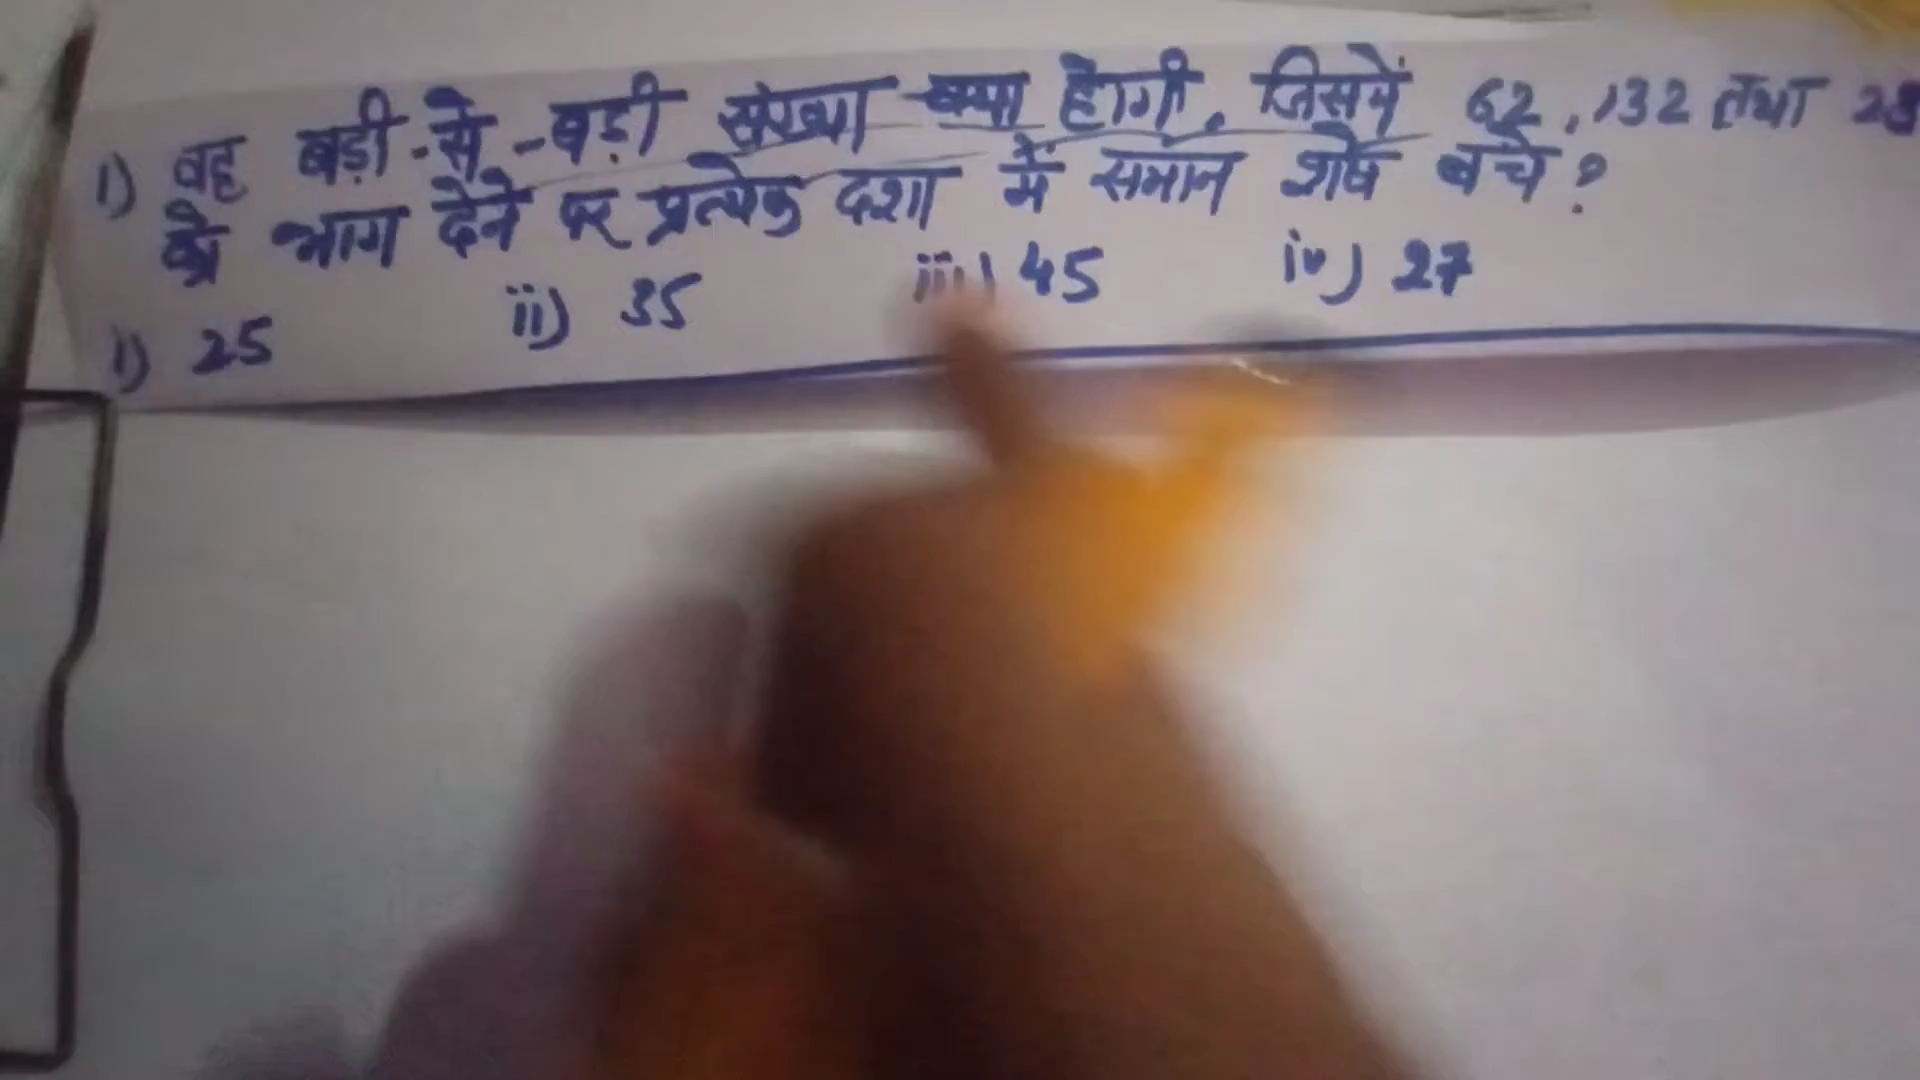 1) वह बड़ी-से-बड़ी संख्या क्या होगी, जिसमें 62, 132 तथा
को भाग देने पर प्रत्येक दशा में समान शेष बचे ?
i) 25 ii) 35 iii) 45 iv) 27